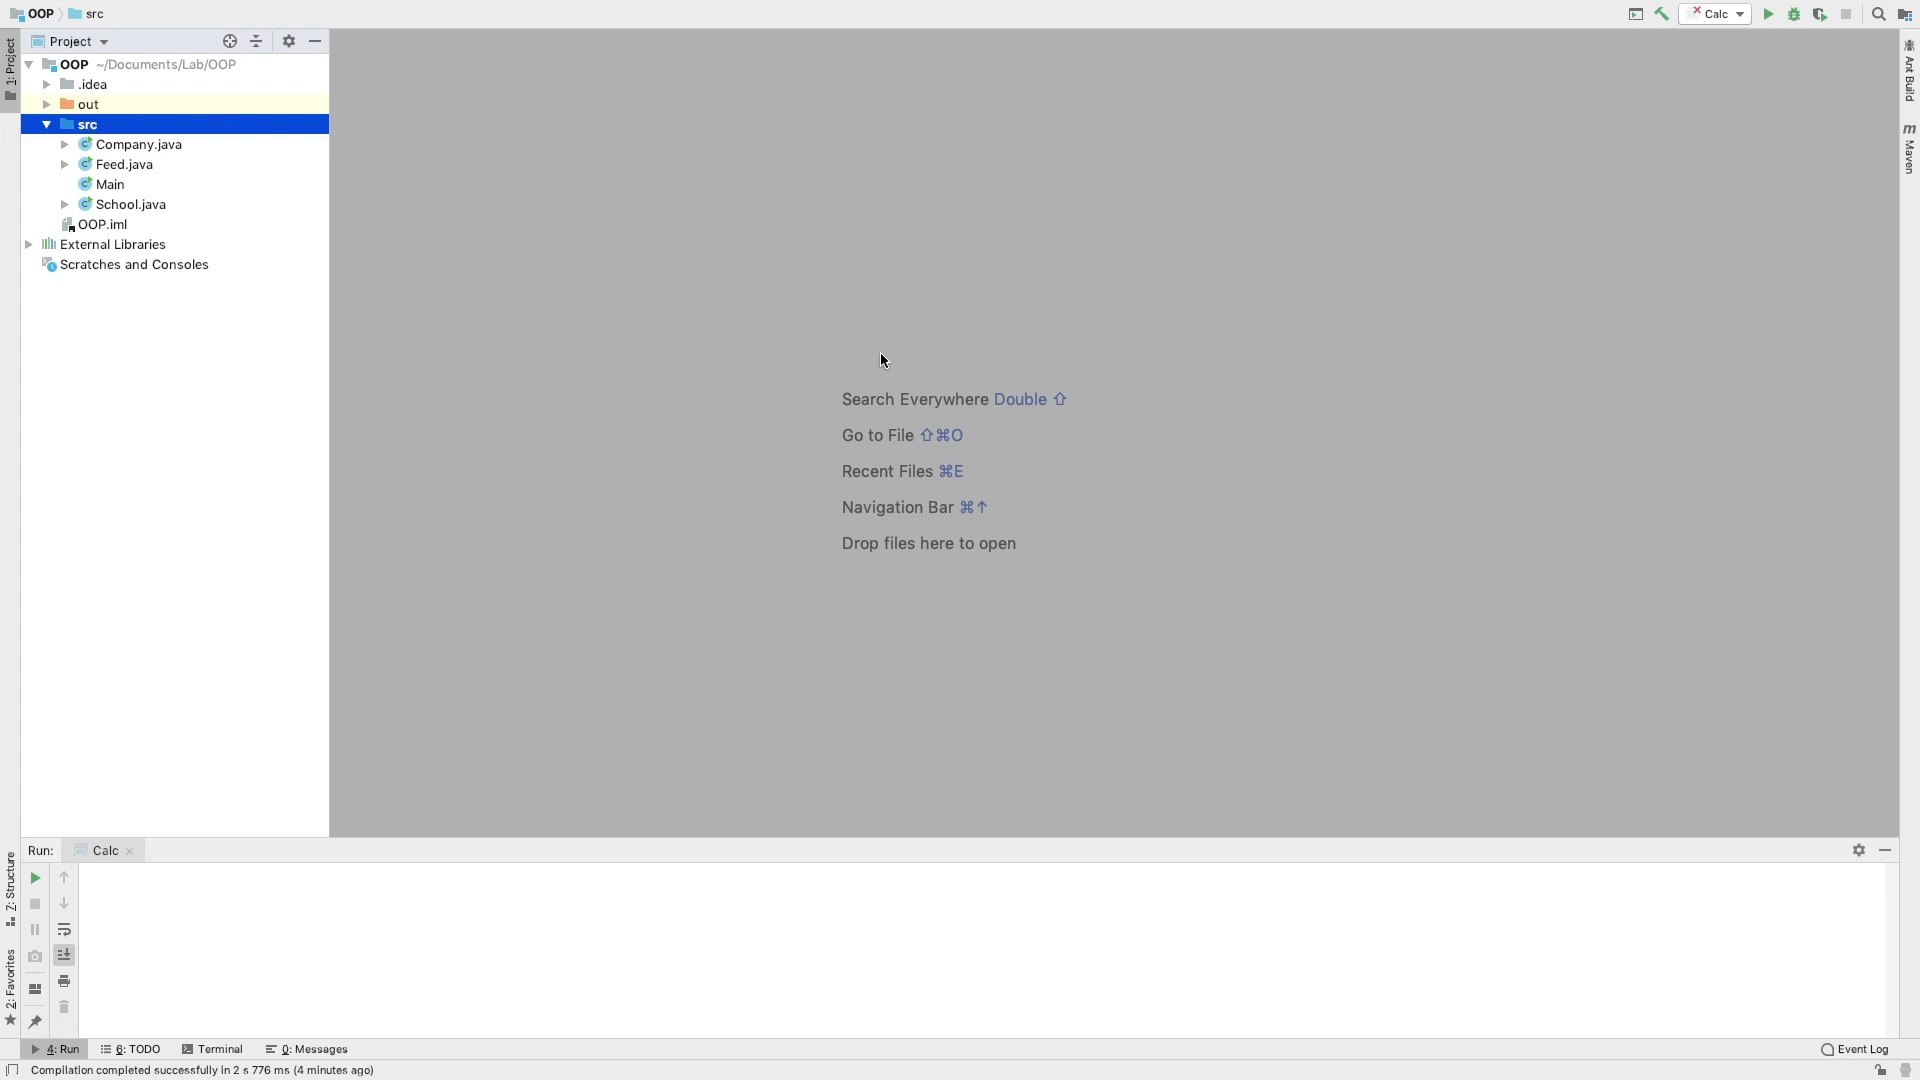 OOP src
Calc
Project
1: Project
OOP ~/Documents/Lab/OOP
.idea
out
src
Company.java
Feed.java
Main
School.java
OOP.iml
External Libraries
Scratches and Consoles
Search Everywhere Double ⇧
Go to File ⇧⌘O
Recent Files ⌘E
Navigation Bar ⌘↑
Drop files here to open
Ant Build
m
Maven
Run: Calc
Z: Structure
2: Favorites
4: Run 6: TODO Terminal 0: Messages Event Log
Compilation completed successfully in 2 s 776 ms (4 minutes ago)